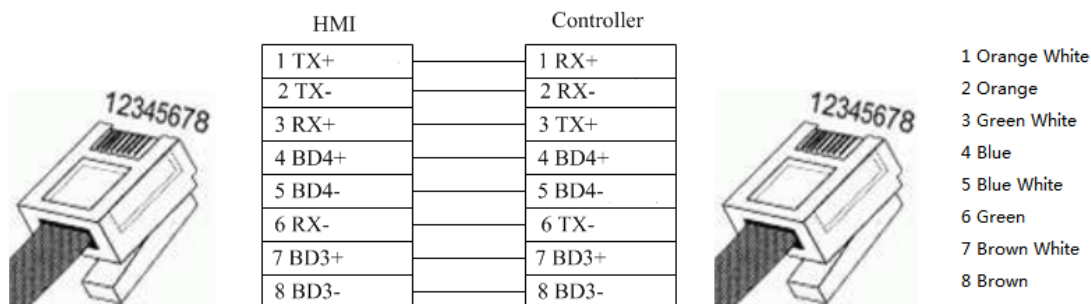 HMI
Controller
12345678
1 TX+
2 TX-
3 RX+
4 BD4+
5 BD4-
6 RX-
7 BD3+
8 BD3-
1 RX+
2 RX-
3 TX+
4 BD4+
5 BD4-
6 TX-
7 BD3+
8 BD3-
12345678
1 Orange White
2 Orange
3 Green White
4 Blue
5 Blue White
6 Green
7 Brown White
8 Brown